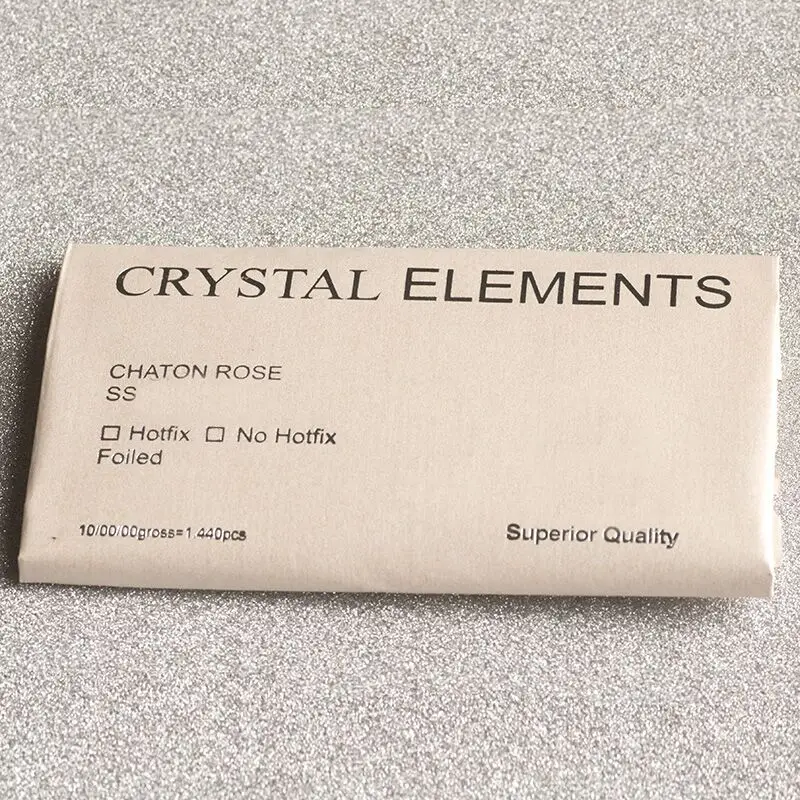 CRYSTAL ELEMENTS
CHATON ROSE
SS
☐ Hotfix ☐ No Hotfix
Foiled
10/00/00gross=1.440pcs
Superior Quality